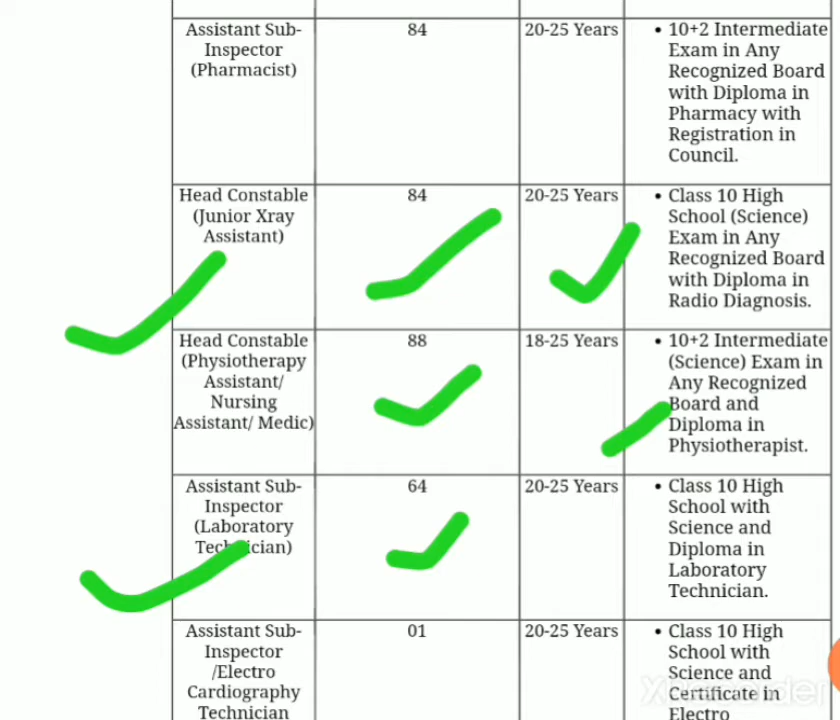 Assistant Sub-
Inspector
(Pharmacist)
84
20-25 Years
• 10+2 Intermediate
Exam in Any
Recognized Board
with Diploma in
Pharmacy with
Registration in
Council.
Head Constable
(Junior Xray
Assistant)
84
20-25 Years
• Class 10 High
School (Science)
Exam in Any
Recognized Board
with Diploma in
Radio Diagnosis.
Head Constable
(Physiotherapy
Assistant/
Nursing
Assistant/ Medic)
88
18-25 Years
• 10+2 Intermediate
(Science) Exam in
Any Recognized
Board and
Diploma in
Physiotherapist.
Assistant Sub-
Inspector
(Laboratory
Technician)
64
20-25 Years
• Class 10 High
School with
Science and
Diploma in
Laboratory
Technician.
Assistant Sub-
Inspector
/Electro
Cardiography
Technician
01
20-25 Years
• Class 10 High
School with
Science and
Certificate in
Electro